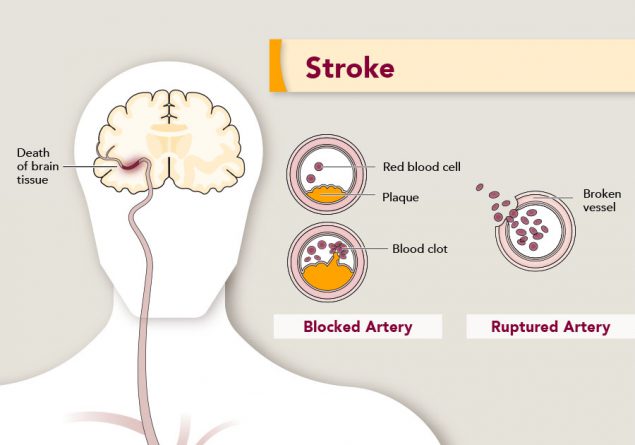 Stroke
Death
of brain
tissue
Red blood cell
Plaque
Blood clot
Broken
vessel
Blocked Artery
Ruptured Artery